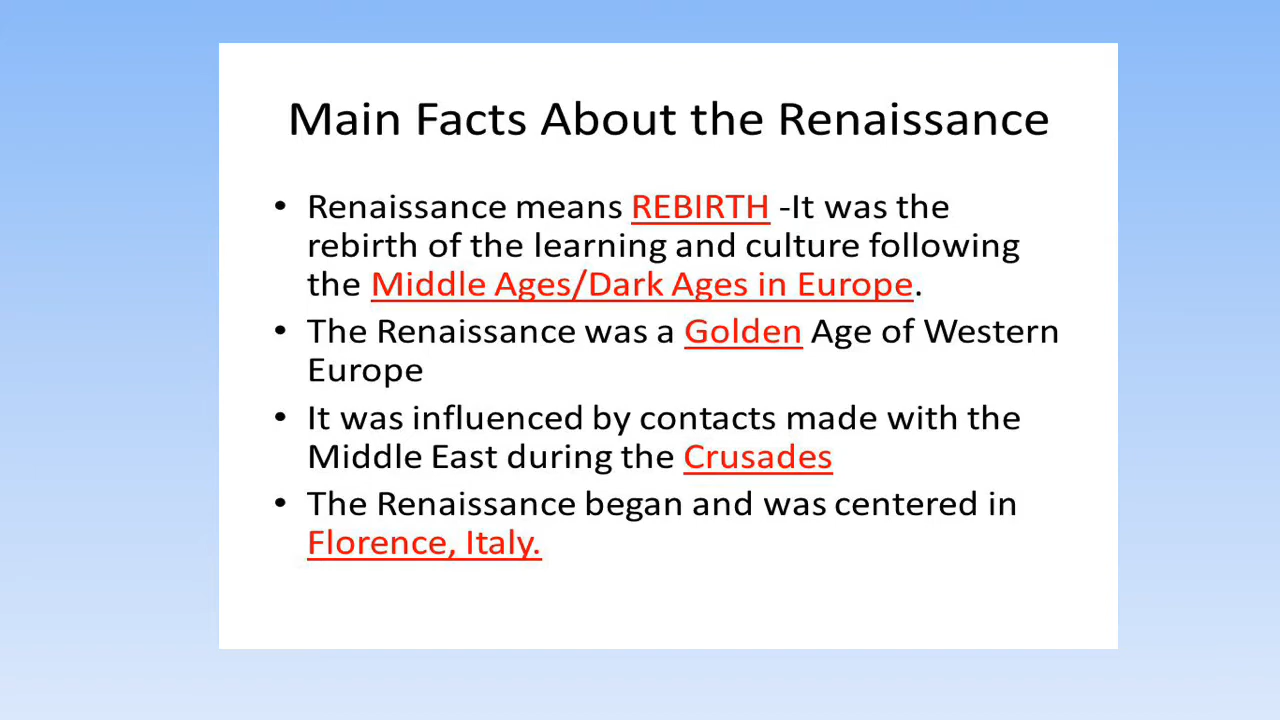 Main Facts About the Renaissance
• Renaissance means REBIRTH -It was the
rebirth of the learning and culture following
the Middle Ages/Dark Ages in Europe.
• The Renaissance was a Golden Age of Western
Europe
• It was influenced by contacts made with the
Middle East during the Crusades
• The Renaissance began and was centered in
Florence, Italy.